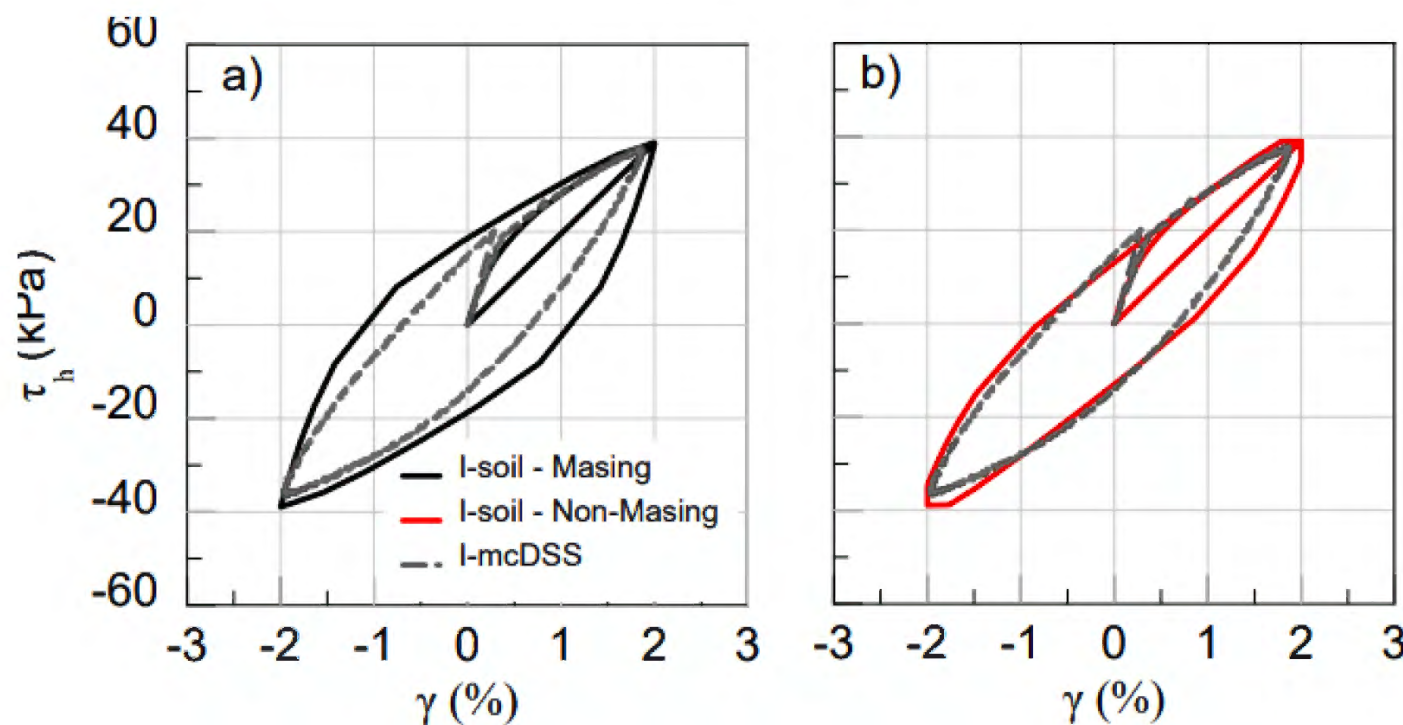 60
40
20
0
-20
-40
-60
τh (kPa)
a)
I-soil - Masing
I-soil - Non-Masing
I-mcDSS
-3 -2 -1 0 1 2 3
γ (%)
b)
-3 -2 -1 0 1 2 3
γ (%)